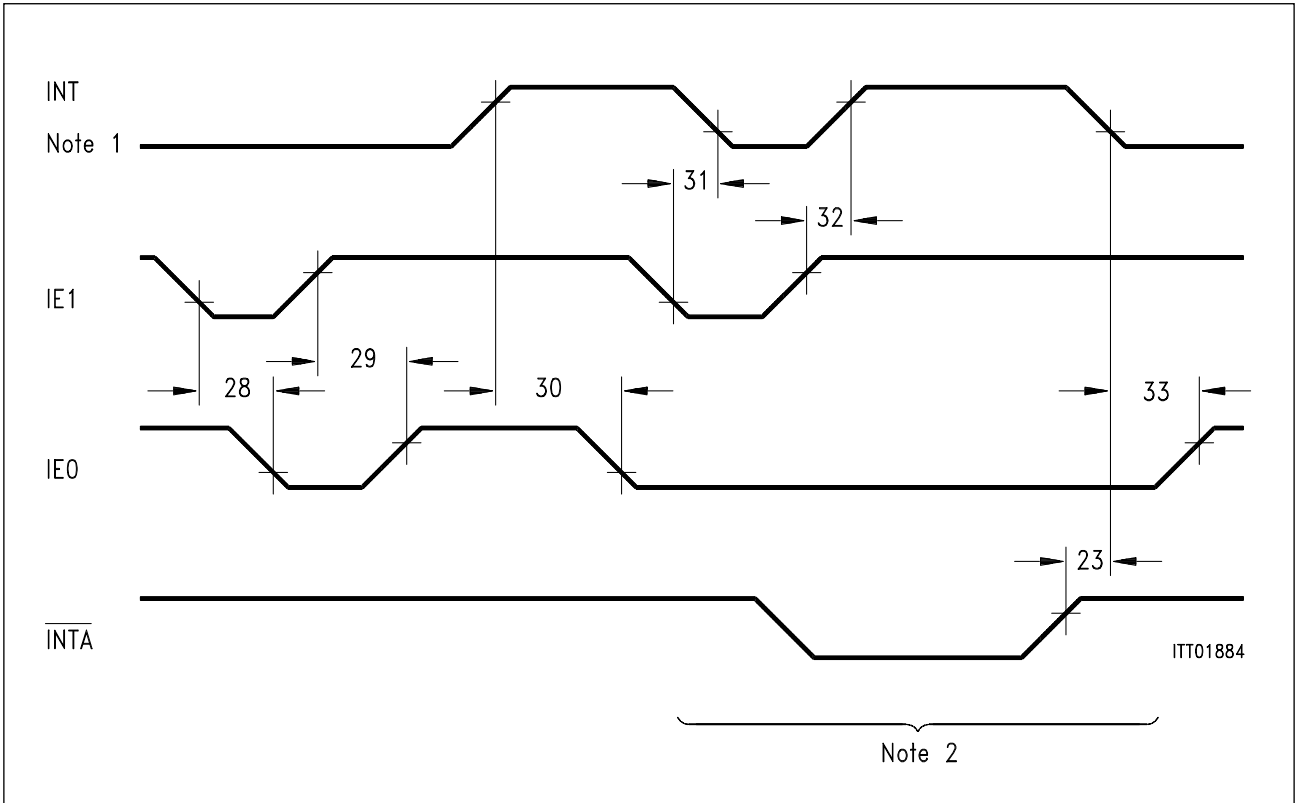 INT
Note 1
31
32
IE1
29
28
30
33
IE0
23
INTA
ITT01884
Note 2